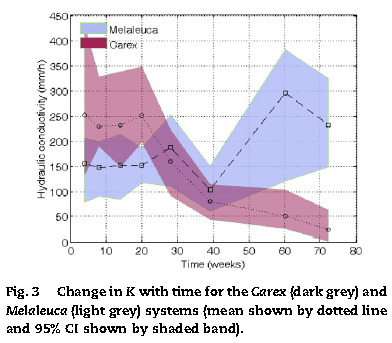 450
400
350
300
250
200
150
100
50
0
Hydraulic conductivity (mm/h)
Melaleuca
Carex
0 10 20 30 40 50 60 70 80
Time (weeks)
Fig. 3 Change in K with time for the Carex (dark grey) and
Melaleuca (light grey) systems (mean shown by dotted line
and 95% CI shown by shaded band).